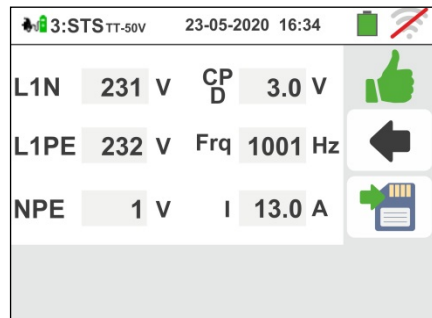 3:STS TT-50V 23-05-2020 16:34
L1N 231 V CP D 3.0 V
L1PE 232 V Frq 1001 Hz
NPE 1 V I 13.0 A